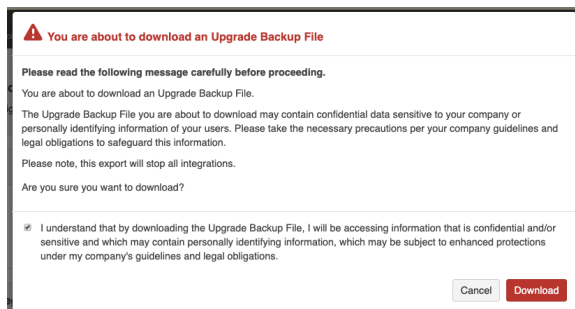 You are about to download an Upgrade Backup File
Please read the following message carefully before proceeding.
You are about to download an Upgrade Backup File.
The Upgrade Backup File you are about to download may contain confidential data sensitive to your company or
personally identifying information of your users. Please take the necessary precautions per your company guidelines and
legal obligations to safeguard this information.
Please note, this export will stop all integrations.
Are you sure you want to download?
I understand that by downloading the Upgrade Backup File, I will be accessing information that is confidential and/or
sensitive and which may contain personally identifying information, which may be subject to enhanced protections
under my company's guidelines and legal obligations.
Cancel Download